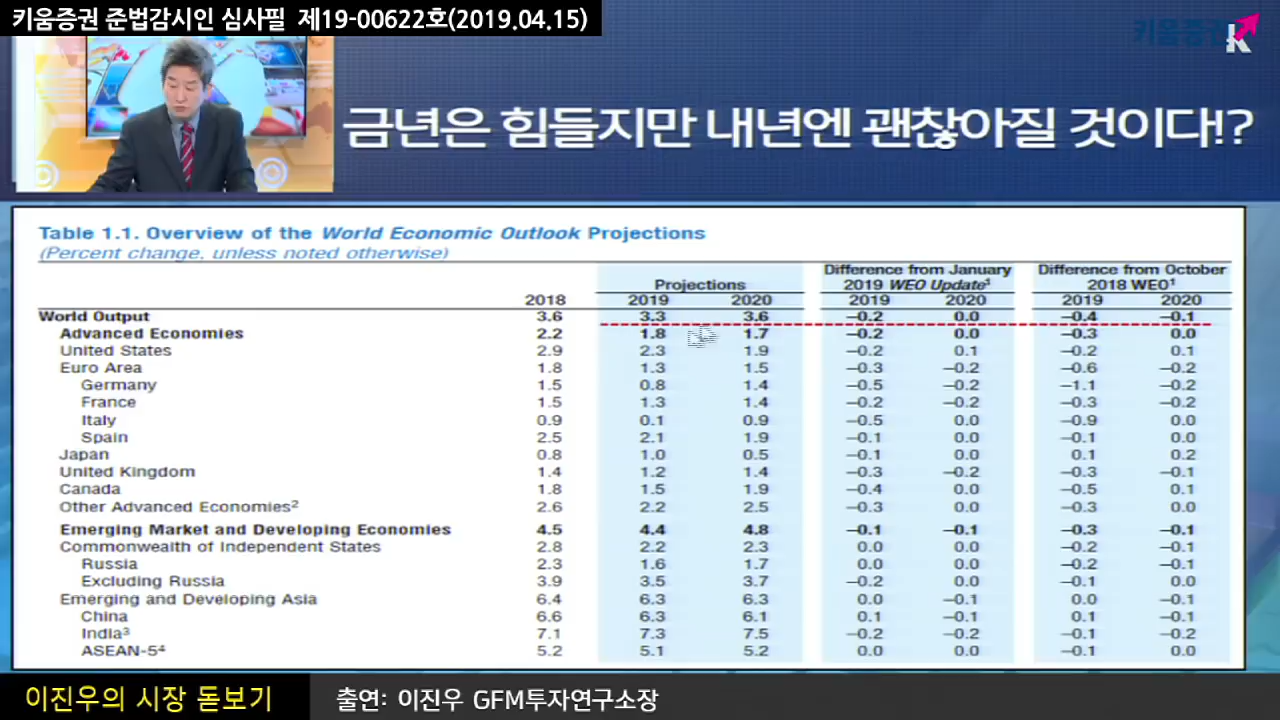 키움증권 준법감시인 심사필 제19-00622호(2019.04.15)
키움증권
금년은 힘들지만 내년엔 괜찮아질 것이다!?
Table 1.1. Overview of the World Economic Outlook Projections
(Percent change, unless noted otherwise)
Projections Difference from January 2019 WEO Update¹ Difference from October 2018 WEO¹
2018 2019 2020 2019 2020 2019 2020
World Output 3.6 3.3 3.6 –0.2 0.0 –0.4 –0.1
Advanced Economies 2.2 1.8 1.7 –0.2 0.0 –0.3 0.0
United States 2.9 2.3 1.9 –0.2 0.1 –0.2 0.1
Euro Area 1.8 1.3 1.5 –0.3 –0.2 –0.6 –0.2
Germany 1.5 0.8 1.4 –0.5 –0.2 –1.1 –0.2
France 1.5 1.3 1.4 –0.2 –0.2 –0.3 –0.2
Italy 0.9 0.1 0.9 –0.5 0.0 –0.9 0.0
Spain 2.5 2.1 1.9 –0.1 0.0 –0.1 0.0
Japan 0.8 1.0 0.5 –0.1 0.0 0.1 0.2
United Kingdom 1.4 1.2 1.4 –0.3 –0.2 –0.3 –0.1
Canada 1.8 1.5 1.9 –0.4 0.0 –0.5 0.1
Other Advanced Economies² 2.6 2.2 2.5 –0.3 0.0 –0.3 0.0
Emerging Market and Developing Economies 4.5 4.4 4.8 –0.1 –0.1 –0.3 –0.1
Commonwealth of Independent States 2.8 2.2 2.3 0.0 0.0 –0.2 –0.1
Russia 2.3 1.6 1.7 0.0 0.0 –0.2 –0.1
Excluding Russia 3.9 3.5 3.7 –0.2 0.0 –0.1 0.0
Emerging and Developing Asia 6.4 6.3 6.3 0.0 –0.1 0.0 –0.1
China 6.6 6.3 6.1 0.1 –0.1 0.1 –0.1
India³ 7.1 7.3 7.5 –0.2 –0.2 –0.1 –0.2
ASEAN-5⁴ 5.2 5.1 5.2 0.0 0.0 –0.1 0.0
이진우의 시장 돋보기
출연: 이진우 GFM투자연구소장